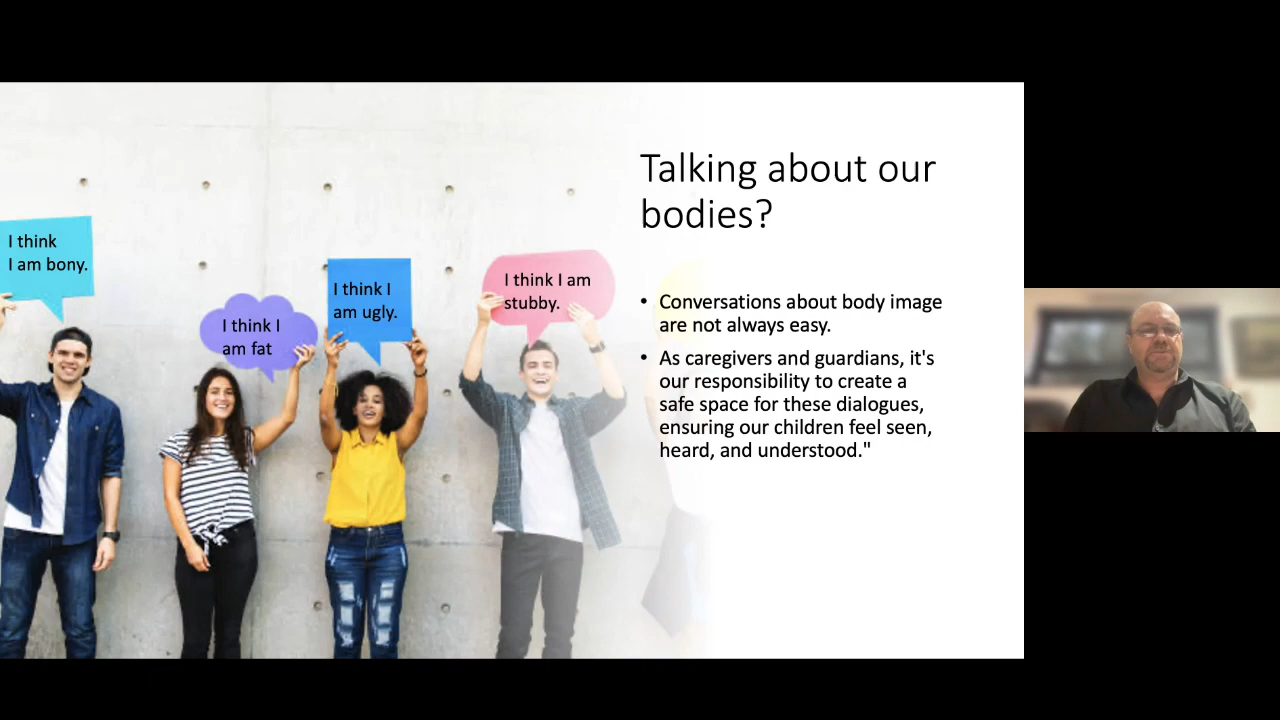 I think
I am bony.
I think I
am fat
I think I
am ugly.
I think I am
stubby.
Talking about our
bodies?
• Conversations about body image
are not always easy.
• As caregivers and guardians, it's
our responsibility to create a
safe space for these dialogues,
ensuring our children feel seen,
heard, and understood."